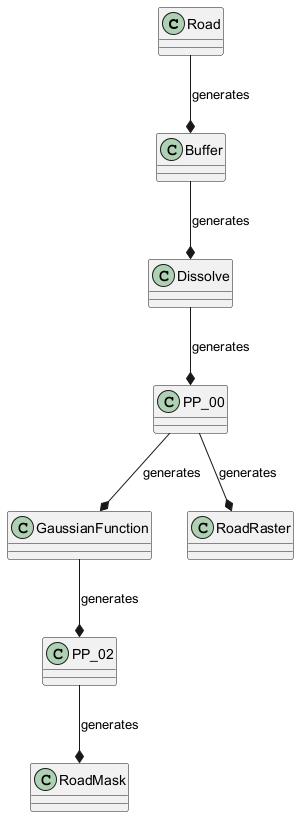 C Road
generates
C Buffer
generates
C Dissolve
generates
C PP_00
generates generates
C GaussianFunction C RoadRaster
generates
C PP_02
generates
C RoadMask